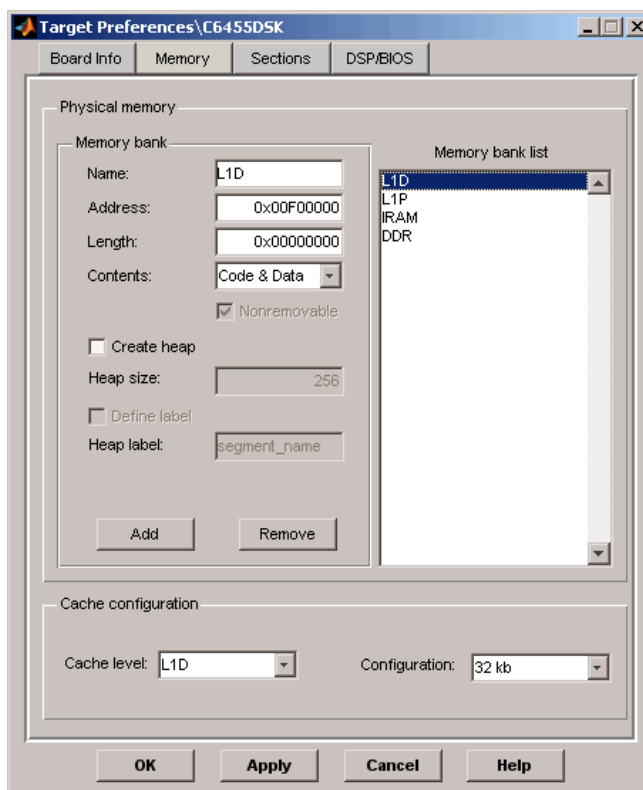 Target Preferences\C6455DSK
Board Info Memory Sections DSP/BIOS
Physical memory
Memory bank
Name: L1D
Address: 0x00F00000
Length: 0x00000000
Contents: Code & Data
Nonremovable
Create heap
Heap size: 256
Define label
Heap label: segment_name
Add Remove
Memory bank list
L1D
L1P
IRAM
DDR
Cache configuration
Cache level: L1D Configuration: 32 kb
OK Apply Cancel Help